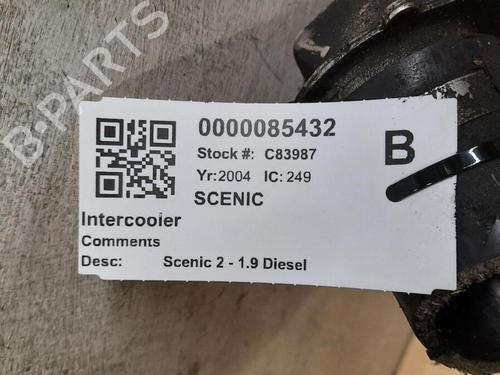 B-PARTS
0000085432
Stock #: C83987
B
Yr:2004 IC:249
SCENIC
Intercooler
Comments
Desc: Scenic 2 - 1.9 Diesel